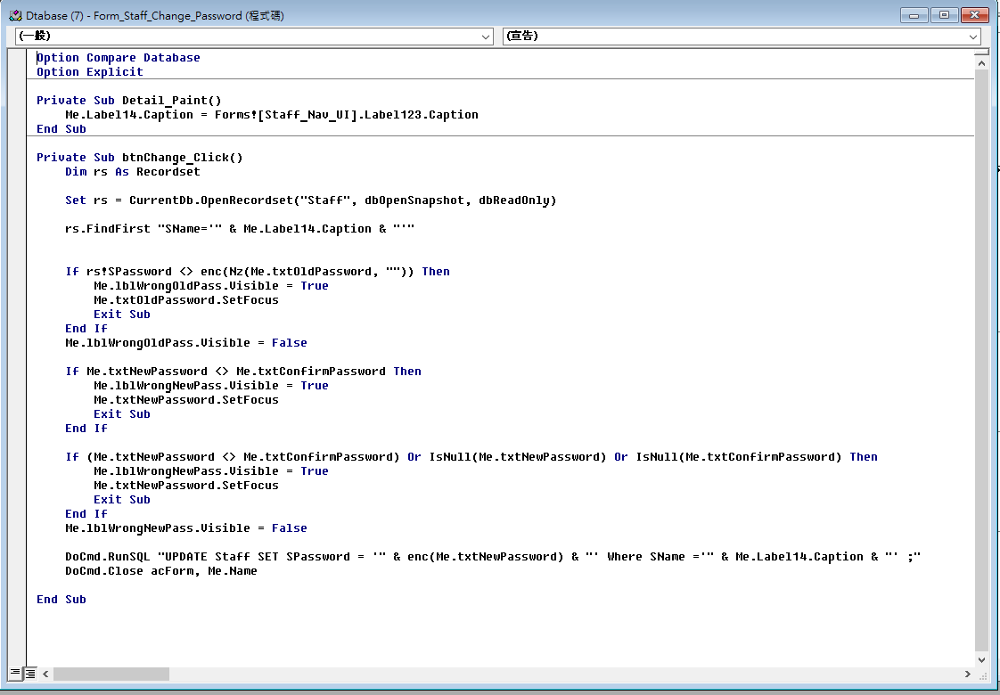 Dtabase (7) - Form_Staff_Change_Password (程式碼)
(一般) (宣告)
Option Compare Database
Option Explicit
Private Sub Detail_Paint()
    Me.Label14.Caption = Forms![Staff_Nav_UI].Label123.Caption
End Sub
Private Sub btnChange_Click()
    Dim rs As Recordset
    Set rs = CurrentDb.OpenRecordset("Staff", dbOpenSnapshot, dbReadOnly)
    rs.FindFirst "SName='" & Me.Label14.Caption & "'"
    If rs!SPassword <> enc(Nz(Me.txtOldPassword, "")) Then
        Me.lblWrongOldPass.Visible = True
        Me.txtOldPassword.SetFocus
        Exit Sub
    End If
    Me.lblWrongOldPass.Visible = False
    If Me.txtNewPassword <> Me.txtConfirmPassword Then
        Me.lblWrongNewPass.Visible = True
        Me.txtNewPassword.SetFocus
        Exit Sub
    End If
    If (Me.txtNewPassword <> Me.txtConfirmPassword) Or IsNull(Me.txtNewPassword) Or IsNull(Me.txtConfirmPassword) Then
        Me.lblWrongNewPass.Visible = True
        Me.txtNewPassword.SetFocus
        Exit Sub
    End If
    Me.lblWrongNewPass.Visible = False
    DoCmd.RunSQL "UPDATE Staff SET SPassword = '" & enc(Me.txtNewPassword) & "' Where SName ='" & Me.Label14.Caption & "' ;"
    DoCmd.Close acForm, Me.Name
End Sub